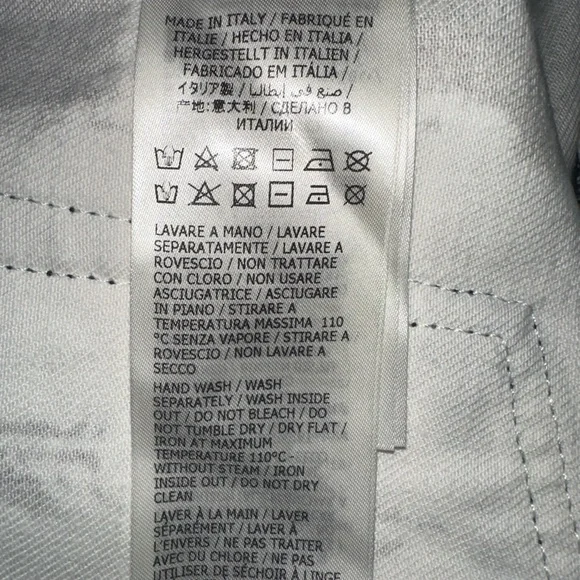 MADE IN ITALY / FABRIQUÉ EN
ITALIE / HECHO EN ITALIA /
HERGESTELLT IN ITALIEN /
FABRICADO EM ITÁLIA /
イタリア製 / صنع في إيطاليا /
产地:意大利 / СДЕЛАНО В
ИТАЛИИ
LAVARE A MANO / LAVARE
SEPARATAMENTE / LAVARE A
ROVESCIO / NON TRATTARE
CON CLORO / NON USARE
ASCIUGATRICE / ASCIUGARE
IN PIANO / STIRARE A
TEMPERATURA MASSIMA 110
°C SENZA VAPORE / STIRARE A
ROVESCIO / NON LAVARE A
SECCO
HAND WASH / WASH
SEPARATELY / WASH INSIDE
OUT / DO NOT BLEACH / DO
NOT TUMBLE DRY / DRY FLAT /
IRON AT MAXIMUM
TEMPERATURE 110°C -
WITHOUT STEAM / IRON
INSIDE OUT / DO NOT DRY
CLEAN
LAVER À LA MAIN / LAVER
SÉPARÉMENT / LAVER À
L'ENVERS / NE PAS TRAITER
AVEC DU CHLORE / NE PAS
UTILISER DE SÉCHOIR À LINGE